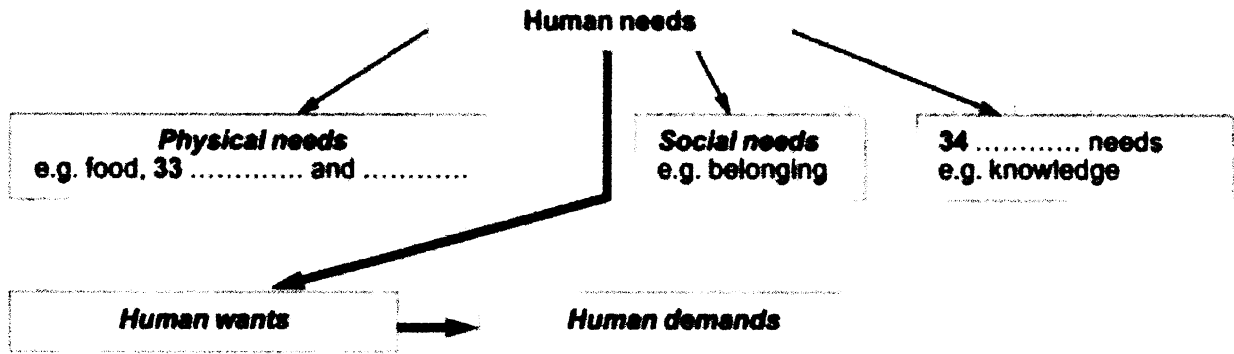 Human needs
Physical needs
e.g. food, 33 ............. and ............
Social needs
e.g. belonging
34 ............ needs
e.g. knowledge
Human wants
Human demands